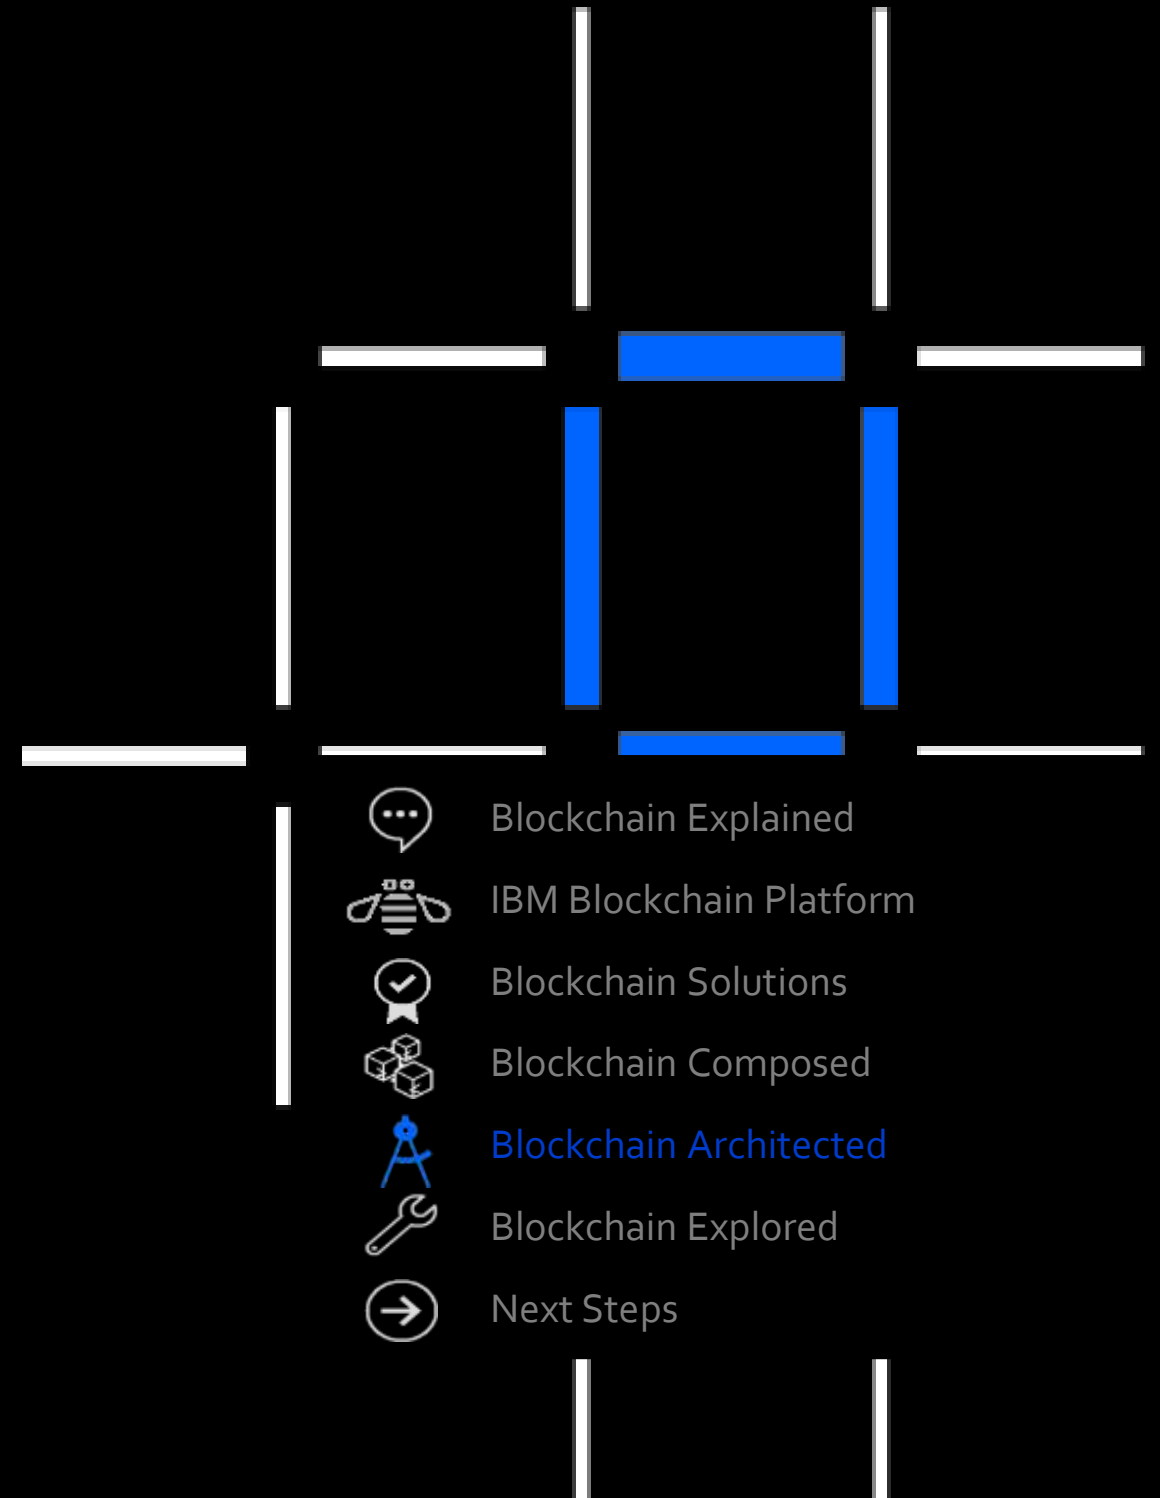 Blockchain Explained
IBM Blockchain Platform
Blockchain Solutions
Blockchain Composed
Blockchain Architected
Blockchain Explored
Next Steps